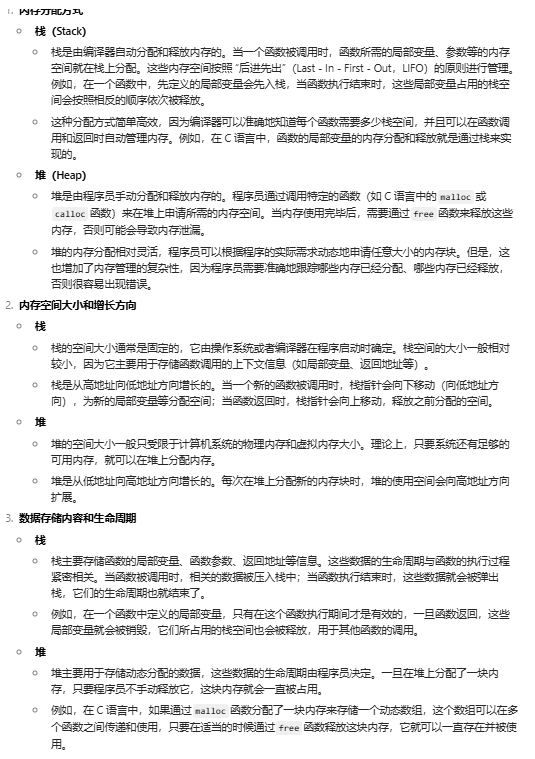 1. 内存分配方式
栈（Stack）
栈是由编译器自动分配和释放内存的。当一个函数被调用时，函数所需的局部变量、参数等的内存
空间就在栈上分配。这些内存空间按照 “后进先出”（Last - In - First - Out，LIFO）的原则进行管理。
例如，在一个函数中，先定义的局部变量会先入栈，当函数执行结束时，这些局部变量占用的栈空
间会按照相反的顺序依次被释放。
这种分配方式简单高效，因为编译器可以准确地知道每个函数需要多少栈空间，并且可以在函数调
用和返回时自动管理内存。例如，在 C 语言中，函数的局部变量的内存分配和释放就是通过栈来实
现的。
堆（Heap）
堆是由程序员手动分配和释放内存的。程序员通过调用特定的函数（如 C 语言中的 malloc 或
calloc 函数）来在堆上申请所需的内存空间。当内存使用完毕后，需要通过 free 函数来释放这些
内存，否则可能会导致内存泄漏。
堆的内存分配相对灵活，程序员可以根据程序的实际需求动态地申请任意大小的内存块。但是，这
也增加了内存管理的复杂性，因为程序员需要准确地跟踪哪些内存已经分配、哪些内存已经释放，
否则很容易出现错误。
2. 内存空间大小和增长方向
栈
栈的空间大小通常是固定的，它由操作系统或者编译器在程序启动时确定。栈空间的大小一般相对
较小，因为它主要用于存储函数调用的上下文信息（如局部变量、返回地址等）。
栈是从高地址向低地址方向增长的。当一个新的函数被调用时，栈指针会向下移动（向低地址方
向），为新的局部变量等分配空间；当函数返回时，栈指针会向上移动，释放之前分配的空间。
堆
堆的空间大小一般只受限于计算机系统的物理内存和虚拟内存大小。理论上，只要系统还有足够的
可用内存，就可以在堆上分配内存。
堆是从低地址向高地址方向增长的。每次在堆上分配新的内存块时，堆的使用空间会向高地址方向
扩展。
3. 数据存储内容和生命周期
栈
栈主要存储函数的局部变量、函数参数、返回地址等信息。这些数据的生命周期与函数的执行过程
紧密相关。当函数被调用时，相关的数据被压入栈中；当函数执行结束时，这些数据就会被弹出
栈，它们的生命周期也就结束了。
例如，在一个函数中定义的局部变量，只有在这个函数执行期间才是有效的，一旦函数返回，这些
局部变量就会被销毁，它们所占用的栈空间也会被释放，用于其他函数的调用。
堆
堆主要用于存储动态分配的数据，这些数据的生命周期由程序员决定。一旦在堆上分配了一块内
存，只要程序员不手动释放它，这块内存就会一直被占用。
例如，在 C 语言中，如果通过 malloc 函数分配了一块内存来存储一个动态数组，这个数组可以在多
个函数之间传递和使用，只要在适当的时候通过 free 函数释放这块内存，它就可以一直存在并被使
用。